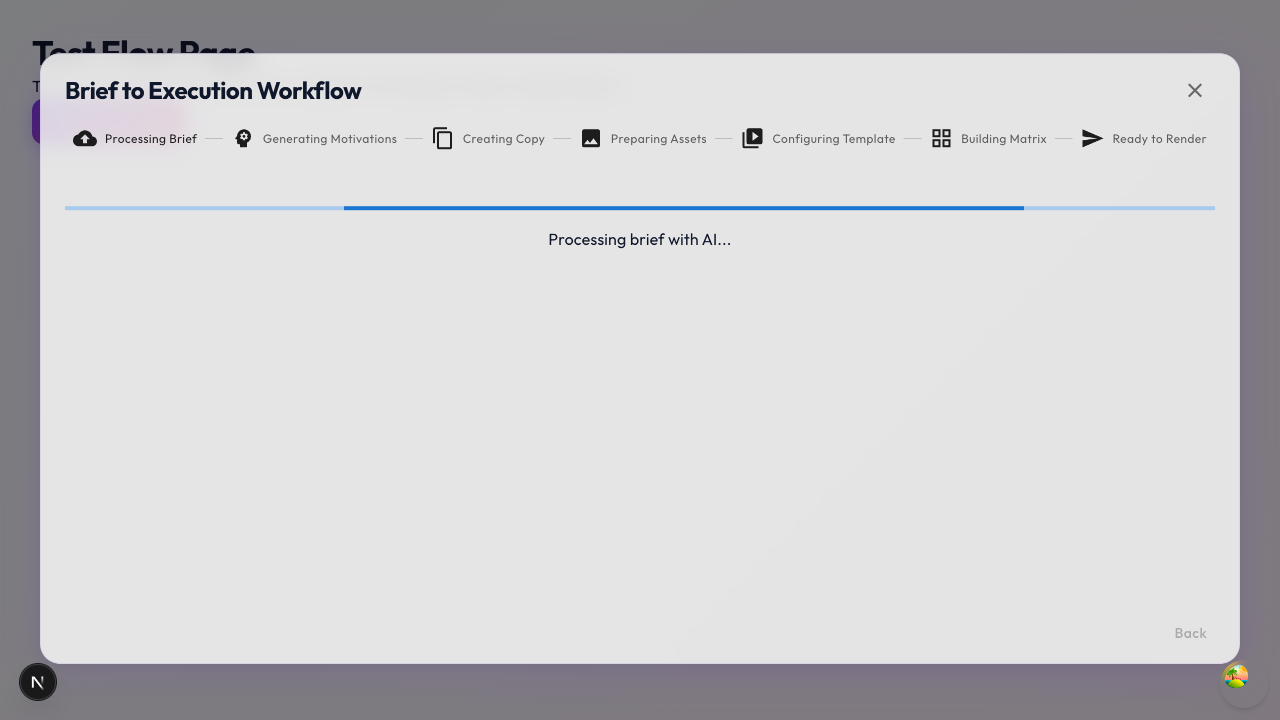 Test Flow Page
T
Brief to Execution Workflow
Processing Brief
Generating Motivations
Creating Copy
Preparing Assets
Configuring Template
Building Matrix
Ready to Render
Processing brief with AI...
Back
N